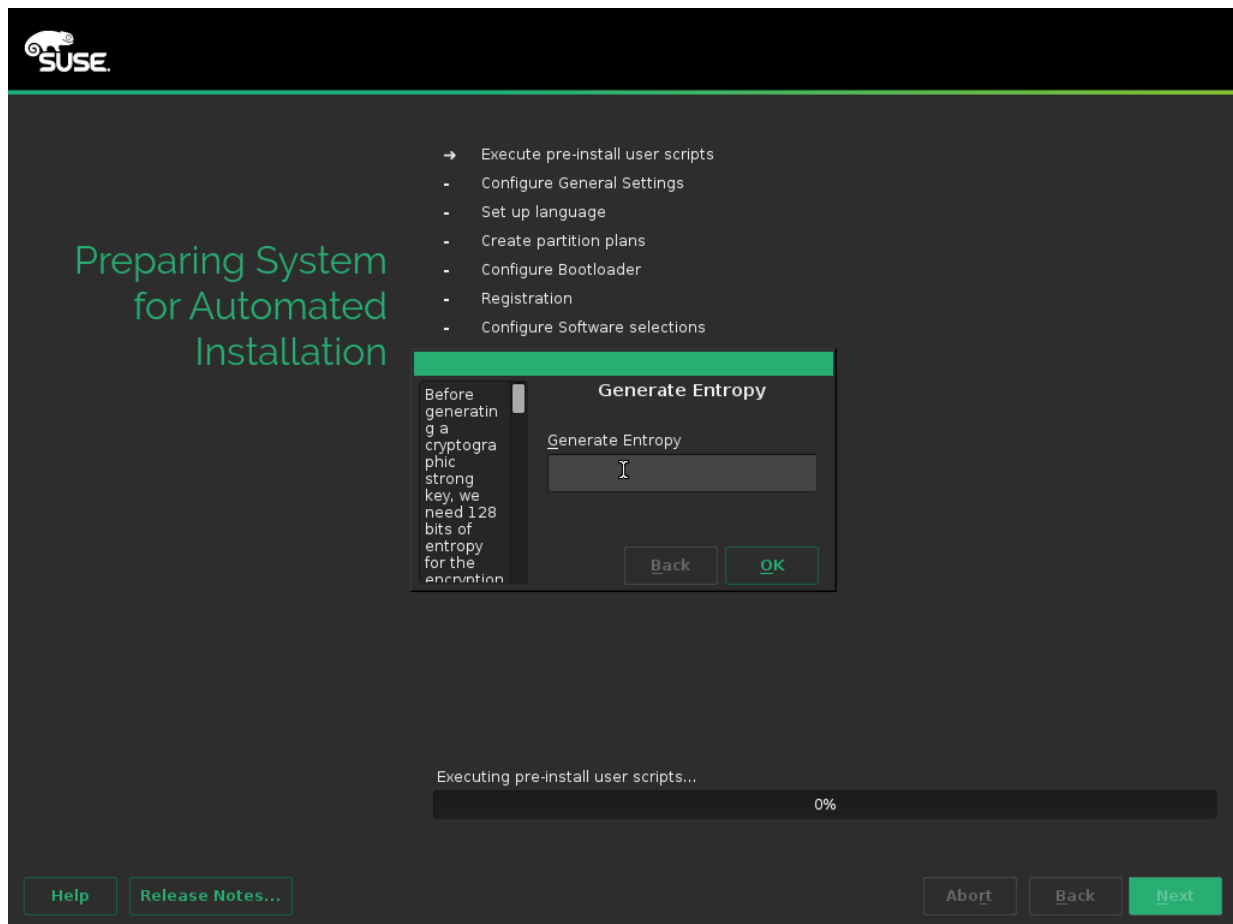 SUSE.
→ Execute pre-install user scripts
- Configure General Settings
- Set up language
- Create partition plans
- Configure Bootloader
- Registration
- Configure Software selections
Preparing System
for Automated
Installation
Generate Entropy
Before
generatin
g a
cryptogra
phic
strong
key, we
need 128
bits of
entropy
for the
encryption
Generate Entropy
Back
OK
Executing pre-install user scripts...
0%
Help
Release Notes...
Abort
Back
Next